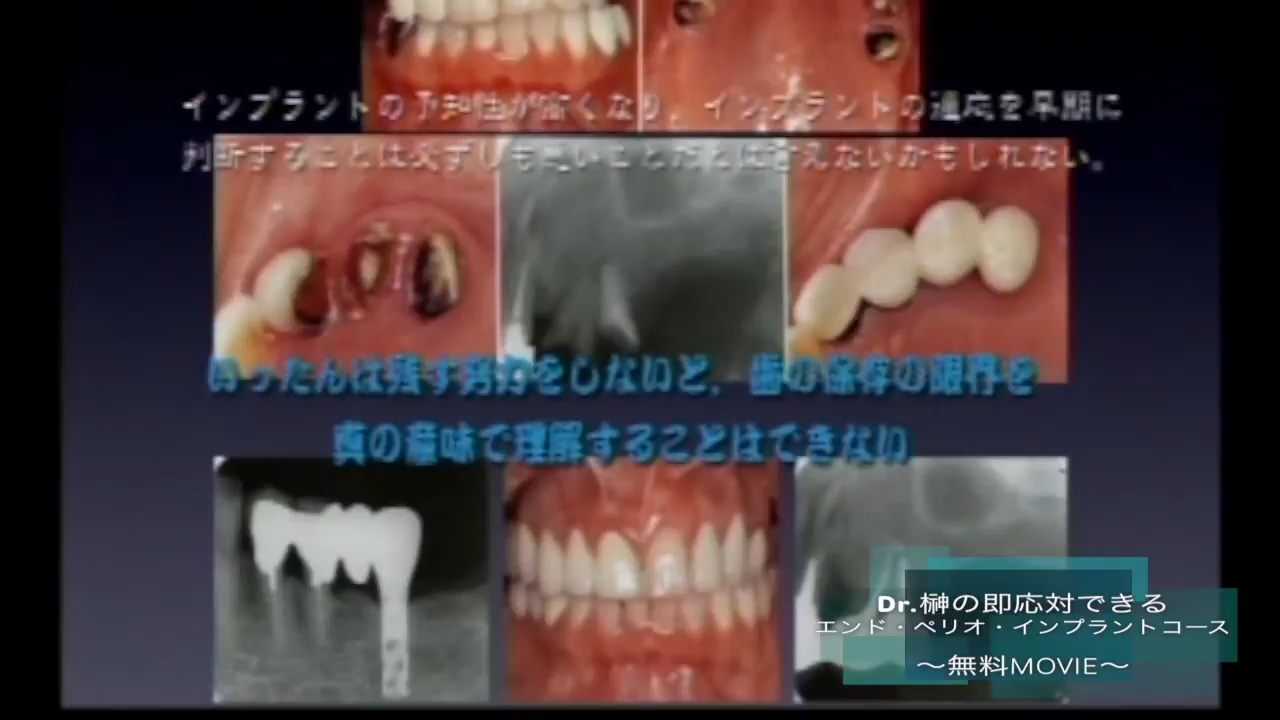 インプラントの予知性が高くなり，インプラントの適応を早期に
判断することは必ずしも悪いことだとは言えないかもしれない。
いったんは残す努力をしないと，歯の保存の限界を
真の意味で理解することはできない
Dr.榊の即応対できる
エンド・ペリオ・インプラントコース
～無料MOVIE～